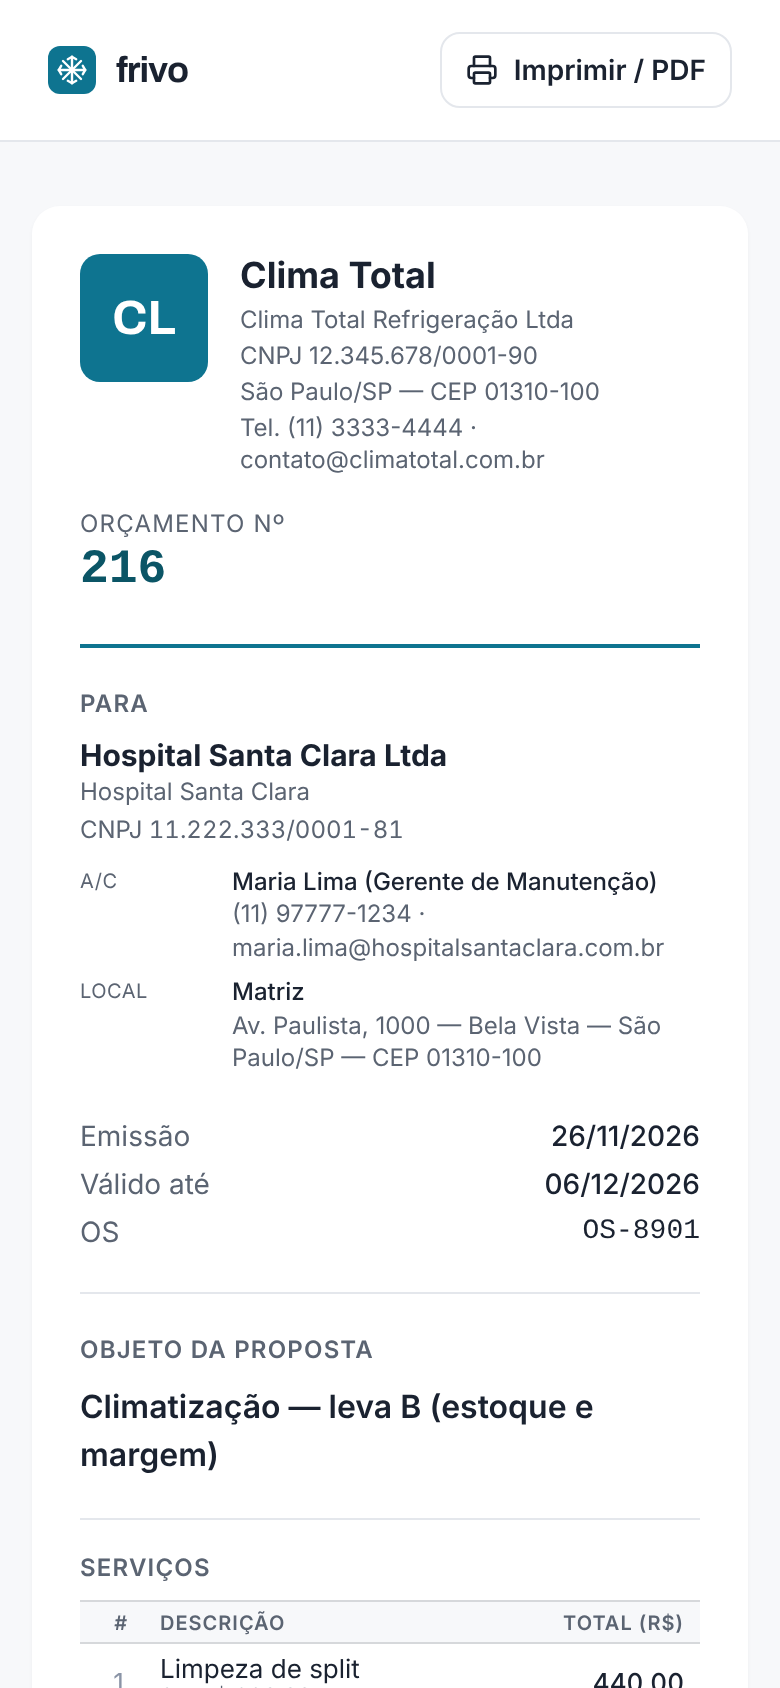 frivo
Imprimir / PDF
CL
Clima Total
Clima Total Refrigeração Ltda
CNPJ 12.345.678/0001-90
São Paulo/SP — CEP 01310-100
Tel. (11) 3333-4444 ·
contato@climatotal.com.br
ORÇAMENTO Nº
216
PARA
Hospital Santa Clara Ltda
Hospital Santa Clara
CNPJ 11.222.333/0001-81
A/C
Maria Lima (Gerente de Manutenção)
(11) 97777-1234 ·
maria.lima@hospitalsantaclara.com.br
LOCAL
Matriz
Av. Paulista, 1000 — Bela Vista — São
Paulo/SP — CEP 01310-100
Emissão 26/11/2026
Válido até 06/12/2026
OS OS-8901
OBJETO DA PROPOSTA
Climatização — leva B (estoque e
margem)
SERVIÇOS
# DESCRIÇÃO TOTAL (R$)
1 Limpeza de split 440,00